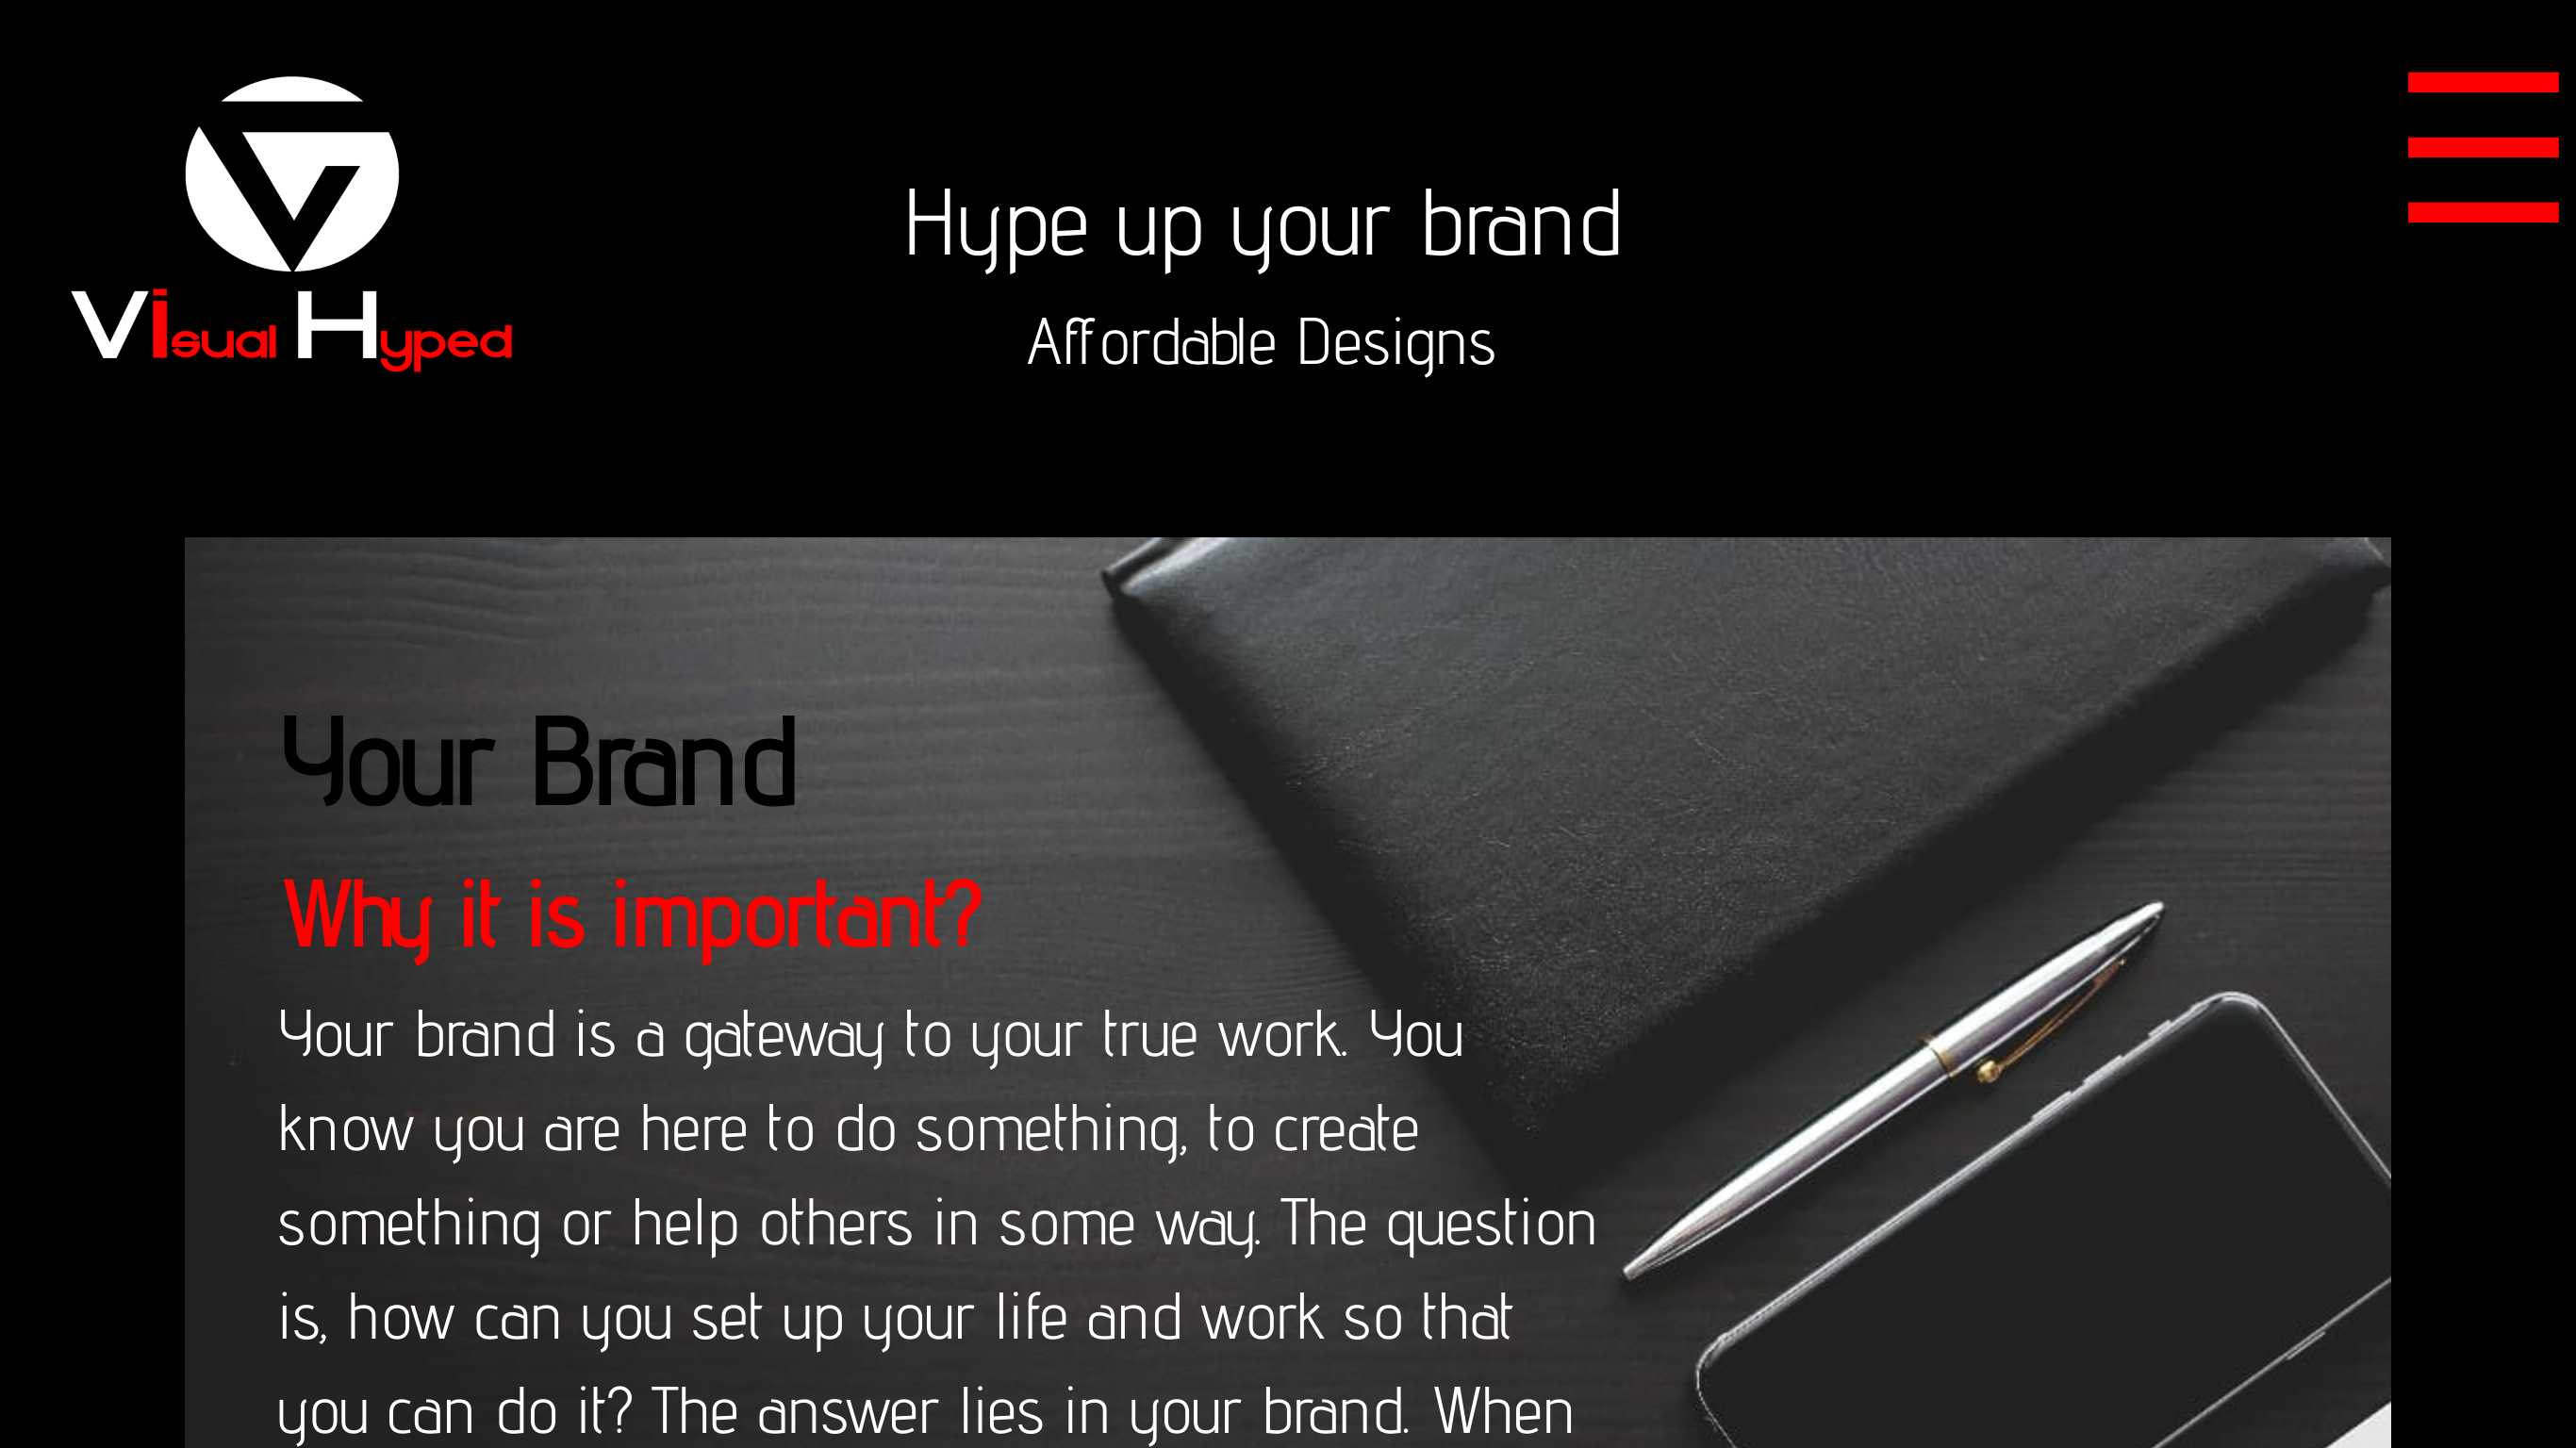 Visual Hyped
Hype up your brand
Affordable Designs
Your Brand
Why it is important?
Your brand is a gateway to your true work. You
know you are here to do something, to create
something or help others in some way. The question
is, how can you set up your life and work so that
you can do it? The answer lies in your brand. When